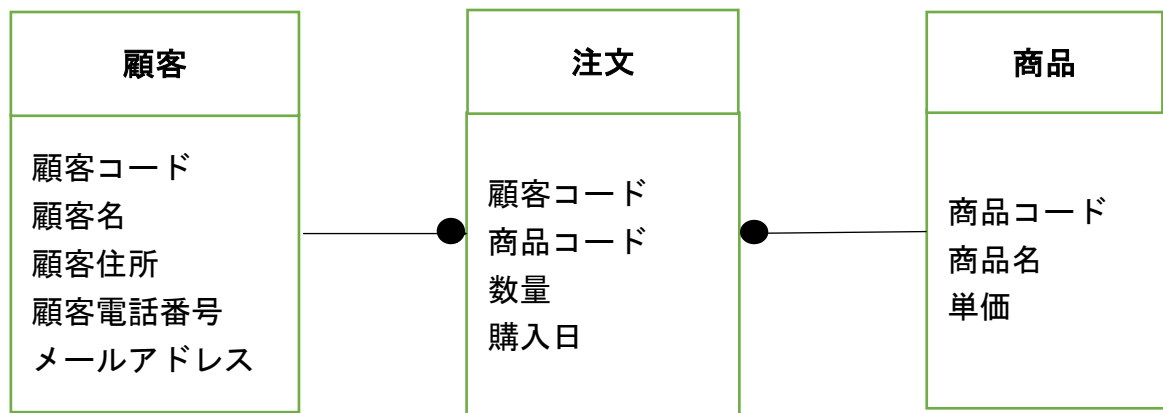 顧客
顧客コード
顧客名
顧客住所
顧客電話番号
メールアドレス
注文
顧客コード
商品コード
数量
購入日
商品
商品コード
商品名
単価